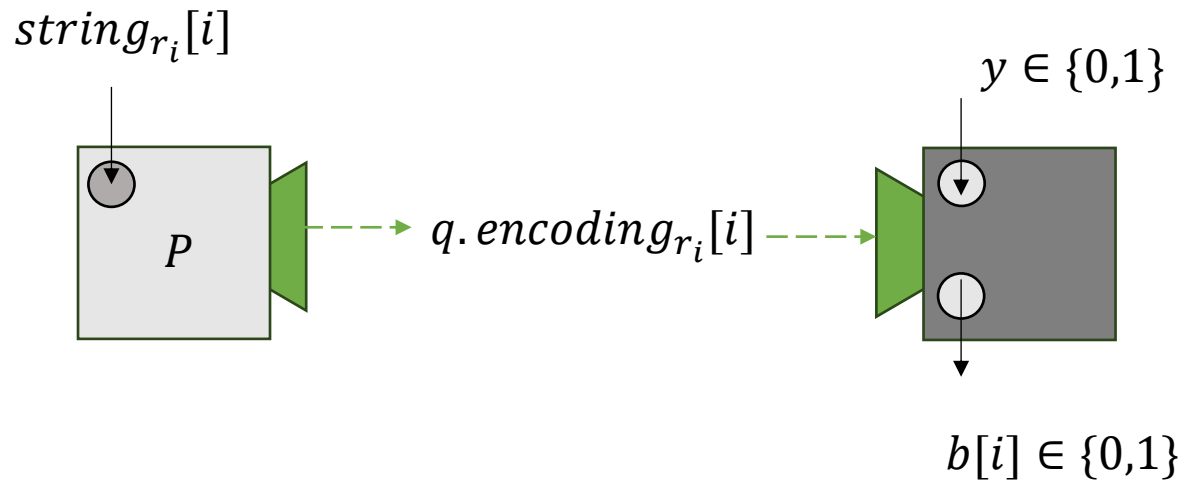 string_{r_i}[i]
y ∈ {0,1}
P
q. encoding_{r_i}[i]
b[i] ∈ {0,1}